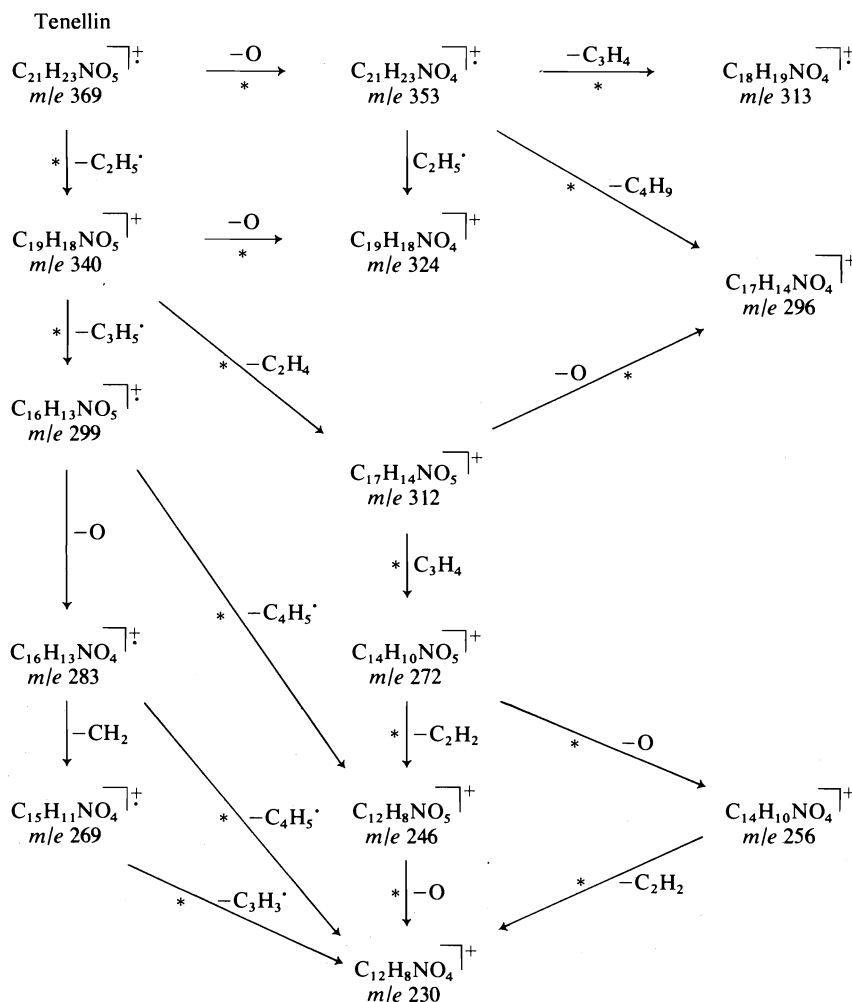 Tenellin
C₂₁H₂₃NO₅⁺· −O C₂₁H₂₃NO₄⁺· −C₃H₄ C₁₈H₁₉NO₄⁺·
m/e 369 * m/e 353 * m/e 313
* −C₂H₅· C₂H₅· * −C₄H₉
C₁₉H₁₈NO₅⁺ −O C₁₉H₁₈NO₄⁺
m/e 340 * m/e 324
C₁₇H₁₄NO₄⁺
m/e 296
* −C₃H₅· * −C₂H₄ −O *
C₁₆H₁₃NO₅⁺·
m/e 299
C₁₇H₁₄NO₅⁺
m/e 312
−O * C₃H₄
* −C₄H₅·
C₁₆H₁₃NO₄⁺· C₁₄H₁₀NO₅⁺
m/e 283 m/e 272
−CH₂ * −C₂H₂ * −O
C₁₅H₁₁NO₄⁺· * −C₄H₅· C₁₂H₈NO₅⁺ C₁₄H₁₀NO₄⁺
m/e 269 m/e 246 m/e 256
* −C₃H₃· * −O * −C₂H₂
C₁₂H₈NO₄⁺
m/e 230